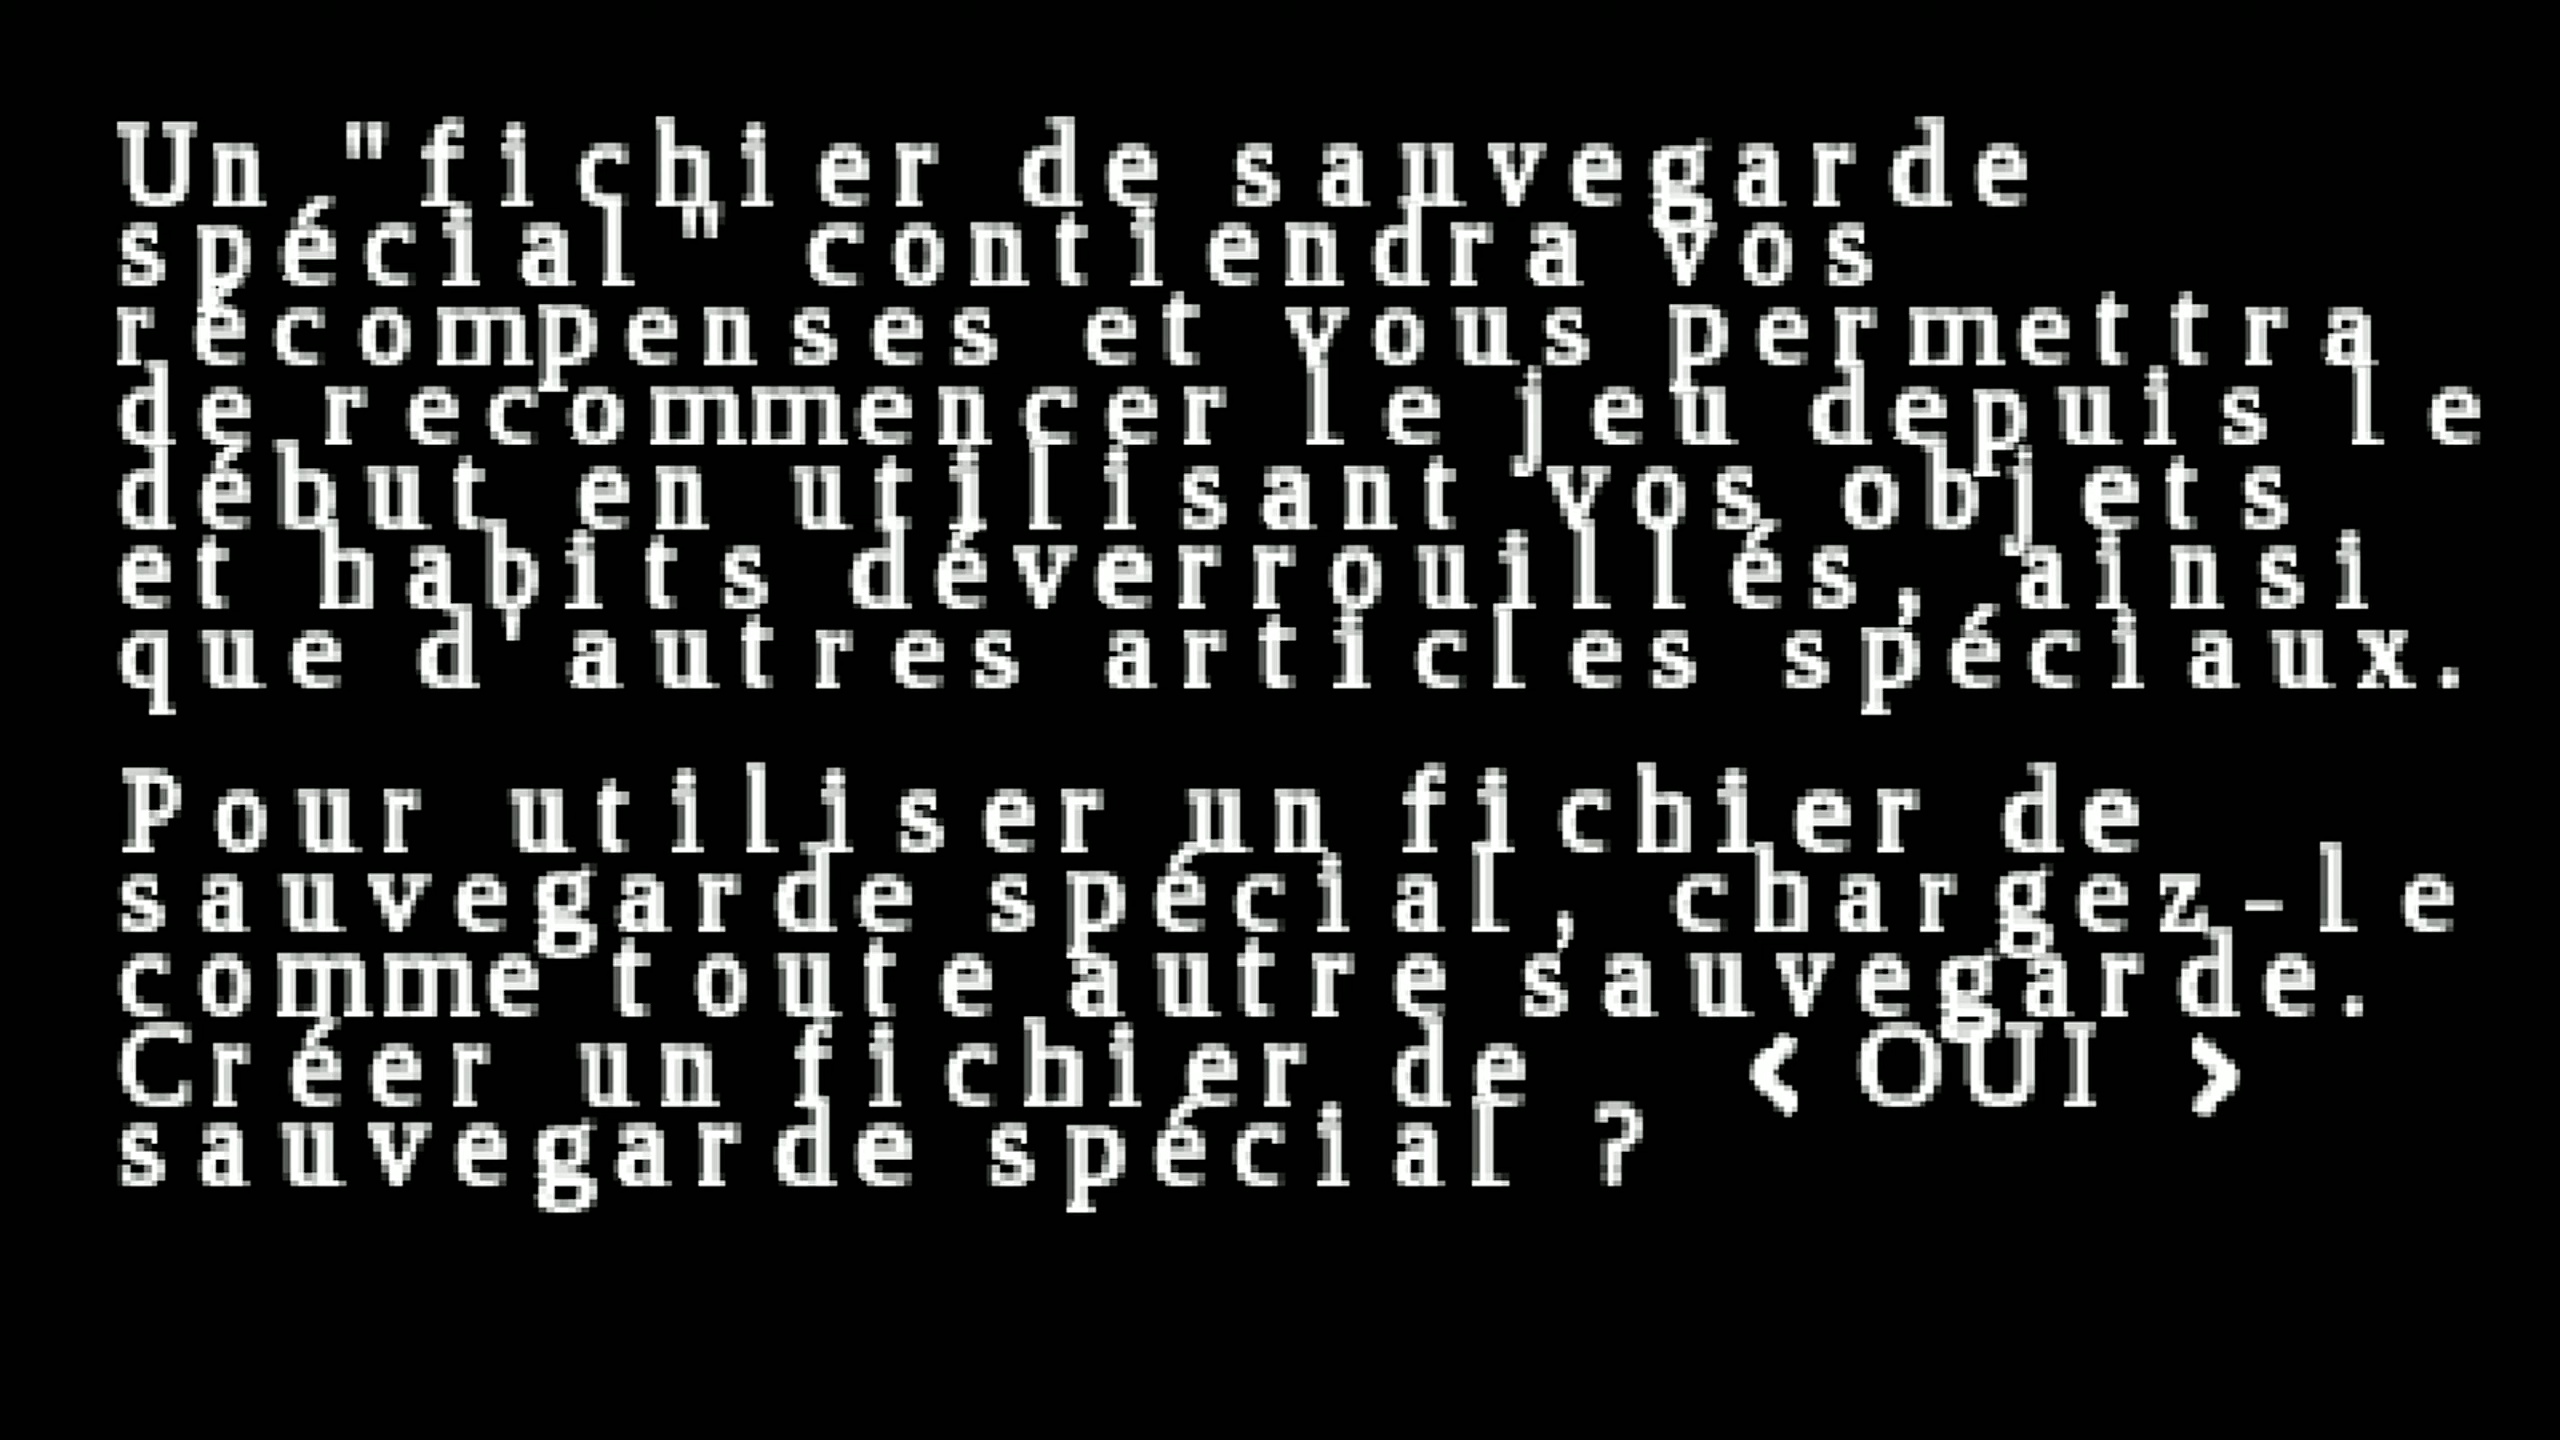 Un "fichier de sauvegarde
spécial" contiendra vos
récompenses et vous permettra
de recommencer le jeu depuis le
début en utilisant vos objets
et habits déverrouillés, ainsi
que d'autres articles spéciaux.
Pour utiliser un fichier de
sauvegarde spécial, chargez-le
comme toute autre sauvegarde.
Créer un fichier de < OUI >
sauvegarde spécial ?